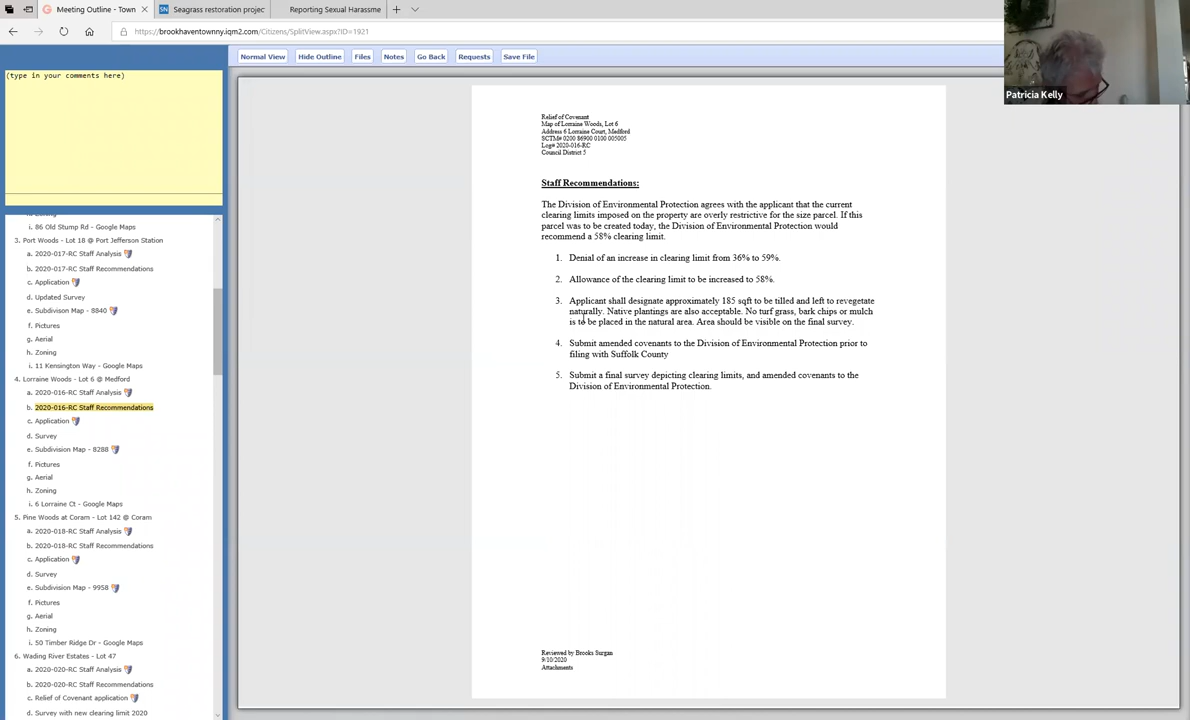 Meeting Outline - Town
Seagrass restoration projec
Reporting Sexual Harassme
https://brookhaventownny.iqm2.com/Citizens/SplitView.aspx?ID=1921
Patricia Kelly
Normal View
Hide Outline
Files
Notes
Go Back
Requests
Save File
(type in your comments here)
i. 86 Old Stump Rd - Google Maps
3. Port Woods - Lot 18 @ Port Jefferson Station
a. 2020-017-RC Staff Analysis
b. 2020-017-RC Staff Recommendations
c. Application
d. Updated Survey
e. Subdivison Map - 8840
f. Pictures
g. Aerial
h. Zoning
i. 11 Kensington Way - Google Maps
4. Lorraine Woods - Lot 6 @ Medford
a. 2020-016-RC Staff Analysis
b. 2020-016-RC Staff Recommendations
c. Application
d. Survey
e. Subdivision Map - 8288
f. Pictures
g. Aerial
h. Zoning
i. 6 Lorraine Ct - Google Maps
5. Pine Woods at Coram - Lot 142 @ Coram
a. 2020-018-RC Staff Analysis
b. 2020-018-RC Staff Recommendations
c. Application
d. Survey
e. Subdivision Map - 9958
f. Pictures
g. Aerial
h. Zoning
i. 50 Timber Ridge Dr - Google Maps
6. Wading River Estates - Lot 47
a. 2020-020-RC Staff Analysis
b. 2020-020-RC Staff Recommendations
c. Relief of Covenant application
d. Survey with new clearing limit 2020
Relief of Covenant
Map of Lorraine Woods, Lot 6
Address 6 Lorraine Court, Medford
SCTM# 0200 86900 0100 005005
Log# 2020-016-RC
Council District 5
Staff Recommendations:
The Division of Environmental Protection agrees with the applicant that the current
clearing limits imposed on the property are overly restrictive for the size parcel. If this
parcel was to be created today, the Division of Environmental Protection would
recommend a 58% clearing limit.
1. Denial of an increase in clearing limit from 36% to 59%.
2. Allowance of the clearing limit to be increased to 58%.
3. Applicant shall designate approximately 185 sqft to be tilled and left to revegetate
naturally. Native plantings are also acceptable. No turf grass, bark chips or mulch
is to be placed in the natural area. Area should be visible on the final survey.
4. Submit amended covenants to the Division of Environmental Protection prior to
filing with Suffolk County
5. Submit a final survey depicting clearing limits, and amended covenants to the
Division of Environmental Protection.
Reviewed by Brooks Surgan
9/10/2020
Attachments